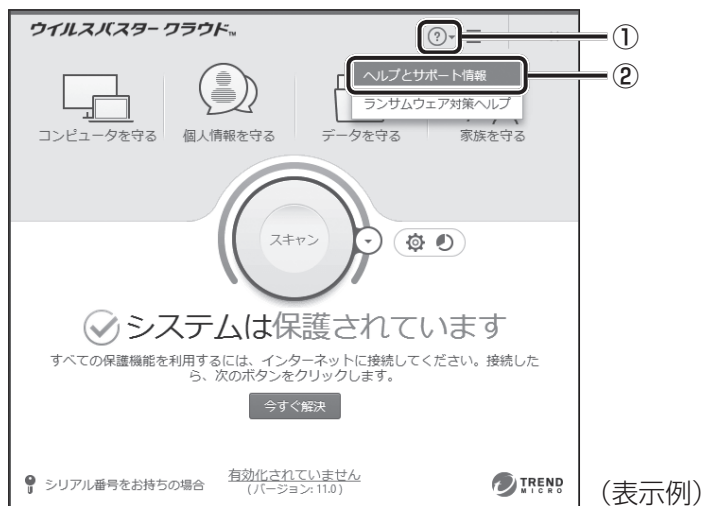 ウイルスバスター クラウド™
①
ヘルプとサポート情報
②
ランサムウェア対策ヘルプ
コンピュータを守る
個人情報を守る
データを守る
家族を守る
スキャン
システムは保護されています
すべての保護機能を利用するには、インターネットに接続してください。接続した
ら、次のボタンをクリックします。
今すぐ解決
シリアル番号をお持ちの場合
有効化されていません
(バージョン: 11.0)
TREND
MICRO
(表示例)